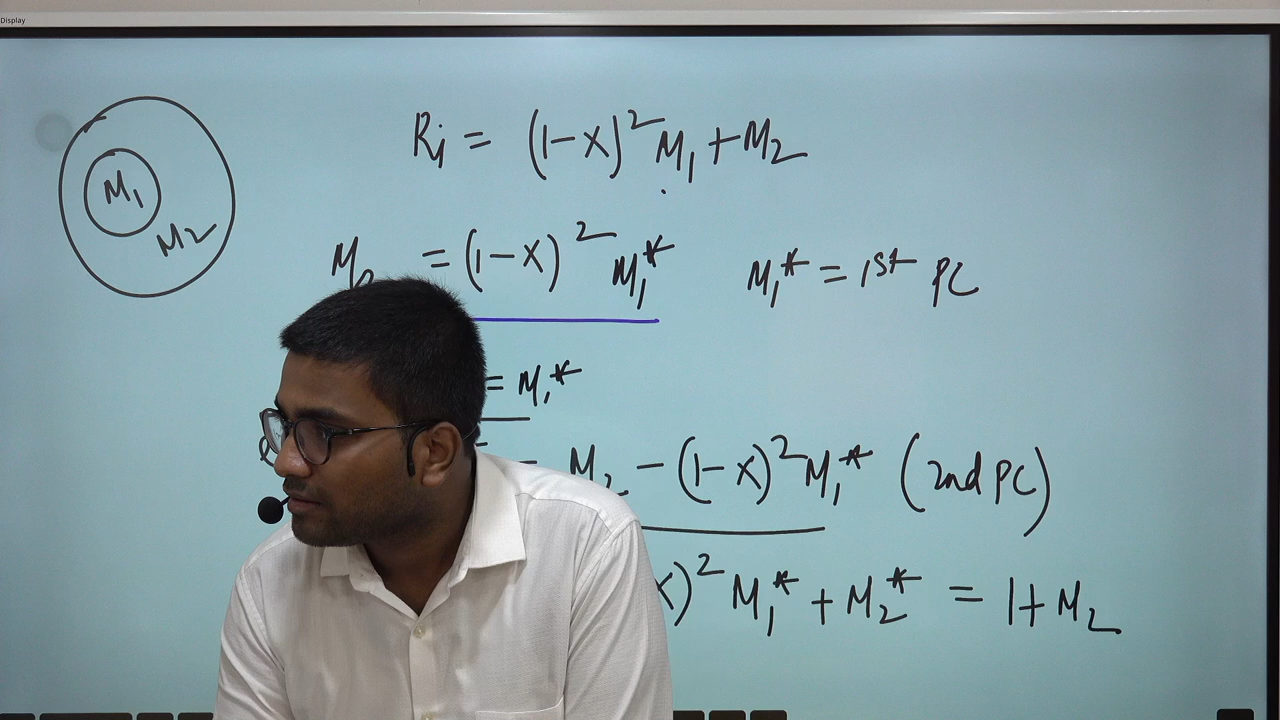 Display
Ri = (1-x)² M₁ + M₂
M₁
M₂
= (1-x)² M₁* M₁* = 1st PC
= M₁*
M₂ - (1-x)² M₁* (2nd PC)
x)² M₁* + M₂* = 1+ M₂